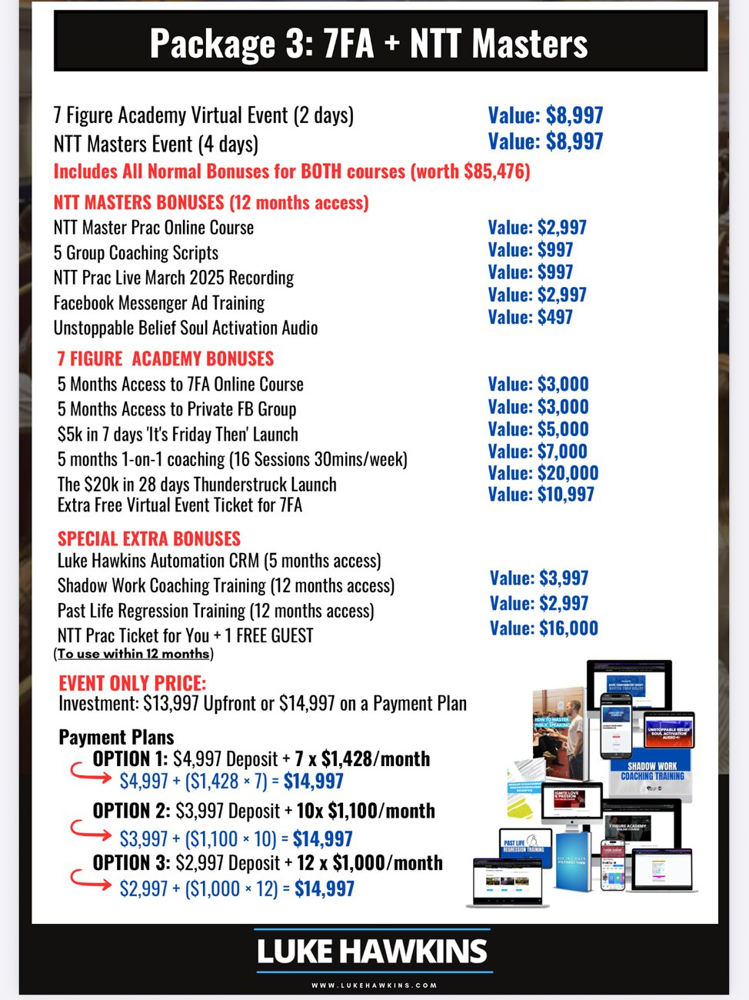 Package 3: 7FA + NTT Masters
7 Figure Academy Virtual Event (2 days) Value: $8,997
NTT Masters Event (4 days) Value: $8,997
Includes All Normal Bonuses for BOTH courses (worth $85,476)
NTT MASTERS BONUSES (12 months access)
NTT Master Prac Online Course Value: $2,997
5 Group Coaching Scripts Value: $997
NTT Prac Live March 2025 Recording Value: $997
Facebook Messenger Ad Training Value: $2,997
Unstoppable Belief Soul Activation Audio Value: $497
7 FIGURE ACADEMY BONUSES
5 Months Access to 7FA Online Course Value: $3,000
5 Months Access to Private FB Group Value: $3,000
$5k in 7 days 'It's Friday Then' Launch Value: $5,000
5 months 1-on-1 coaching (16 Sessions 30mins/week) Value: $7,000
The $20k in 28 days Thunderstruck Launch Value: $20,000
Extra Free Virtual Event Ticket for 7FA Value: $10,997
SPECIAL EXTRA BONUSES
Luke Hawkins Automation CRM (5 months access)
Shadow Work Coaching Training (12 months access) Value: $3,997
Past Life Regression Training (12 months access) Value: $2,997
NTT Prac Ticket for You + 1 FREE GUEST Value: $16,000
(To use within 12 months)
EVENT ONLY PRICE:
Investment: $13,997 Upfront or $14,997 on a Payment Plan
Payment Plans
OPTION 1: $4,997 Deposit + 7 x $1,428/month
$4,997 + ($1,428 × 7) = $14,997
OPTION 2: $3,997 Deposit + 10x $1,100/month
$3,997 + ($1,100 × 10) = $14,997
OPTION 3: $2,997 Deposit + 12 x $1,000/month
$2,997 + ($1,000 × 12) = $14,997
HOW TO MASTER
PUBLIC SPEAKING
UNSTOPPABLE BELIEF
SOUL ACTIVATION
AUDIO
SHADOW WORK
COACHING TRAINING
IGNITE LOVE
& PASSION
7 FIGURE ACADEMY
ONLINE COURSE
PAST LIFE
REGRESSION TRAINING
$5K IN 7 DAYS
IT'S FRIDAY THEN
LUKE HAWKINS
WWW.LUKEHAWKINS.COM